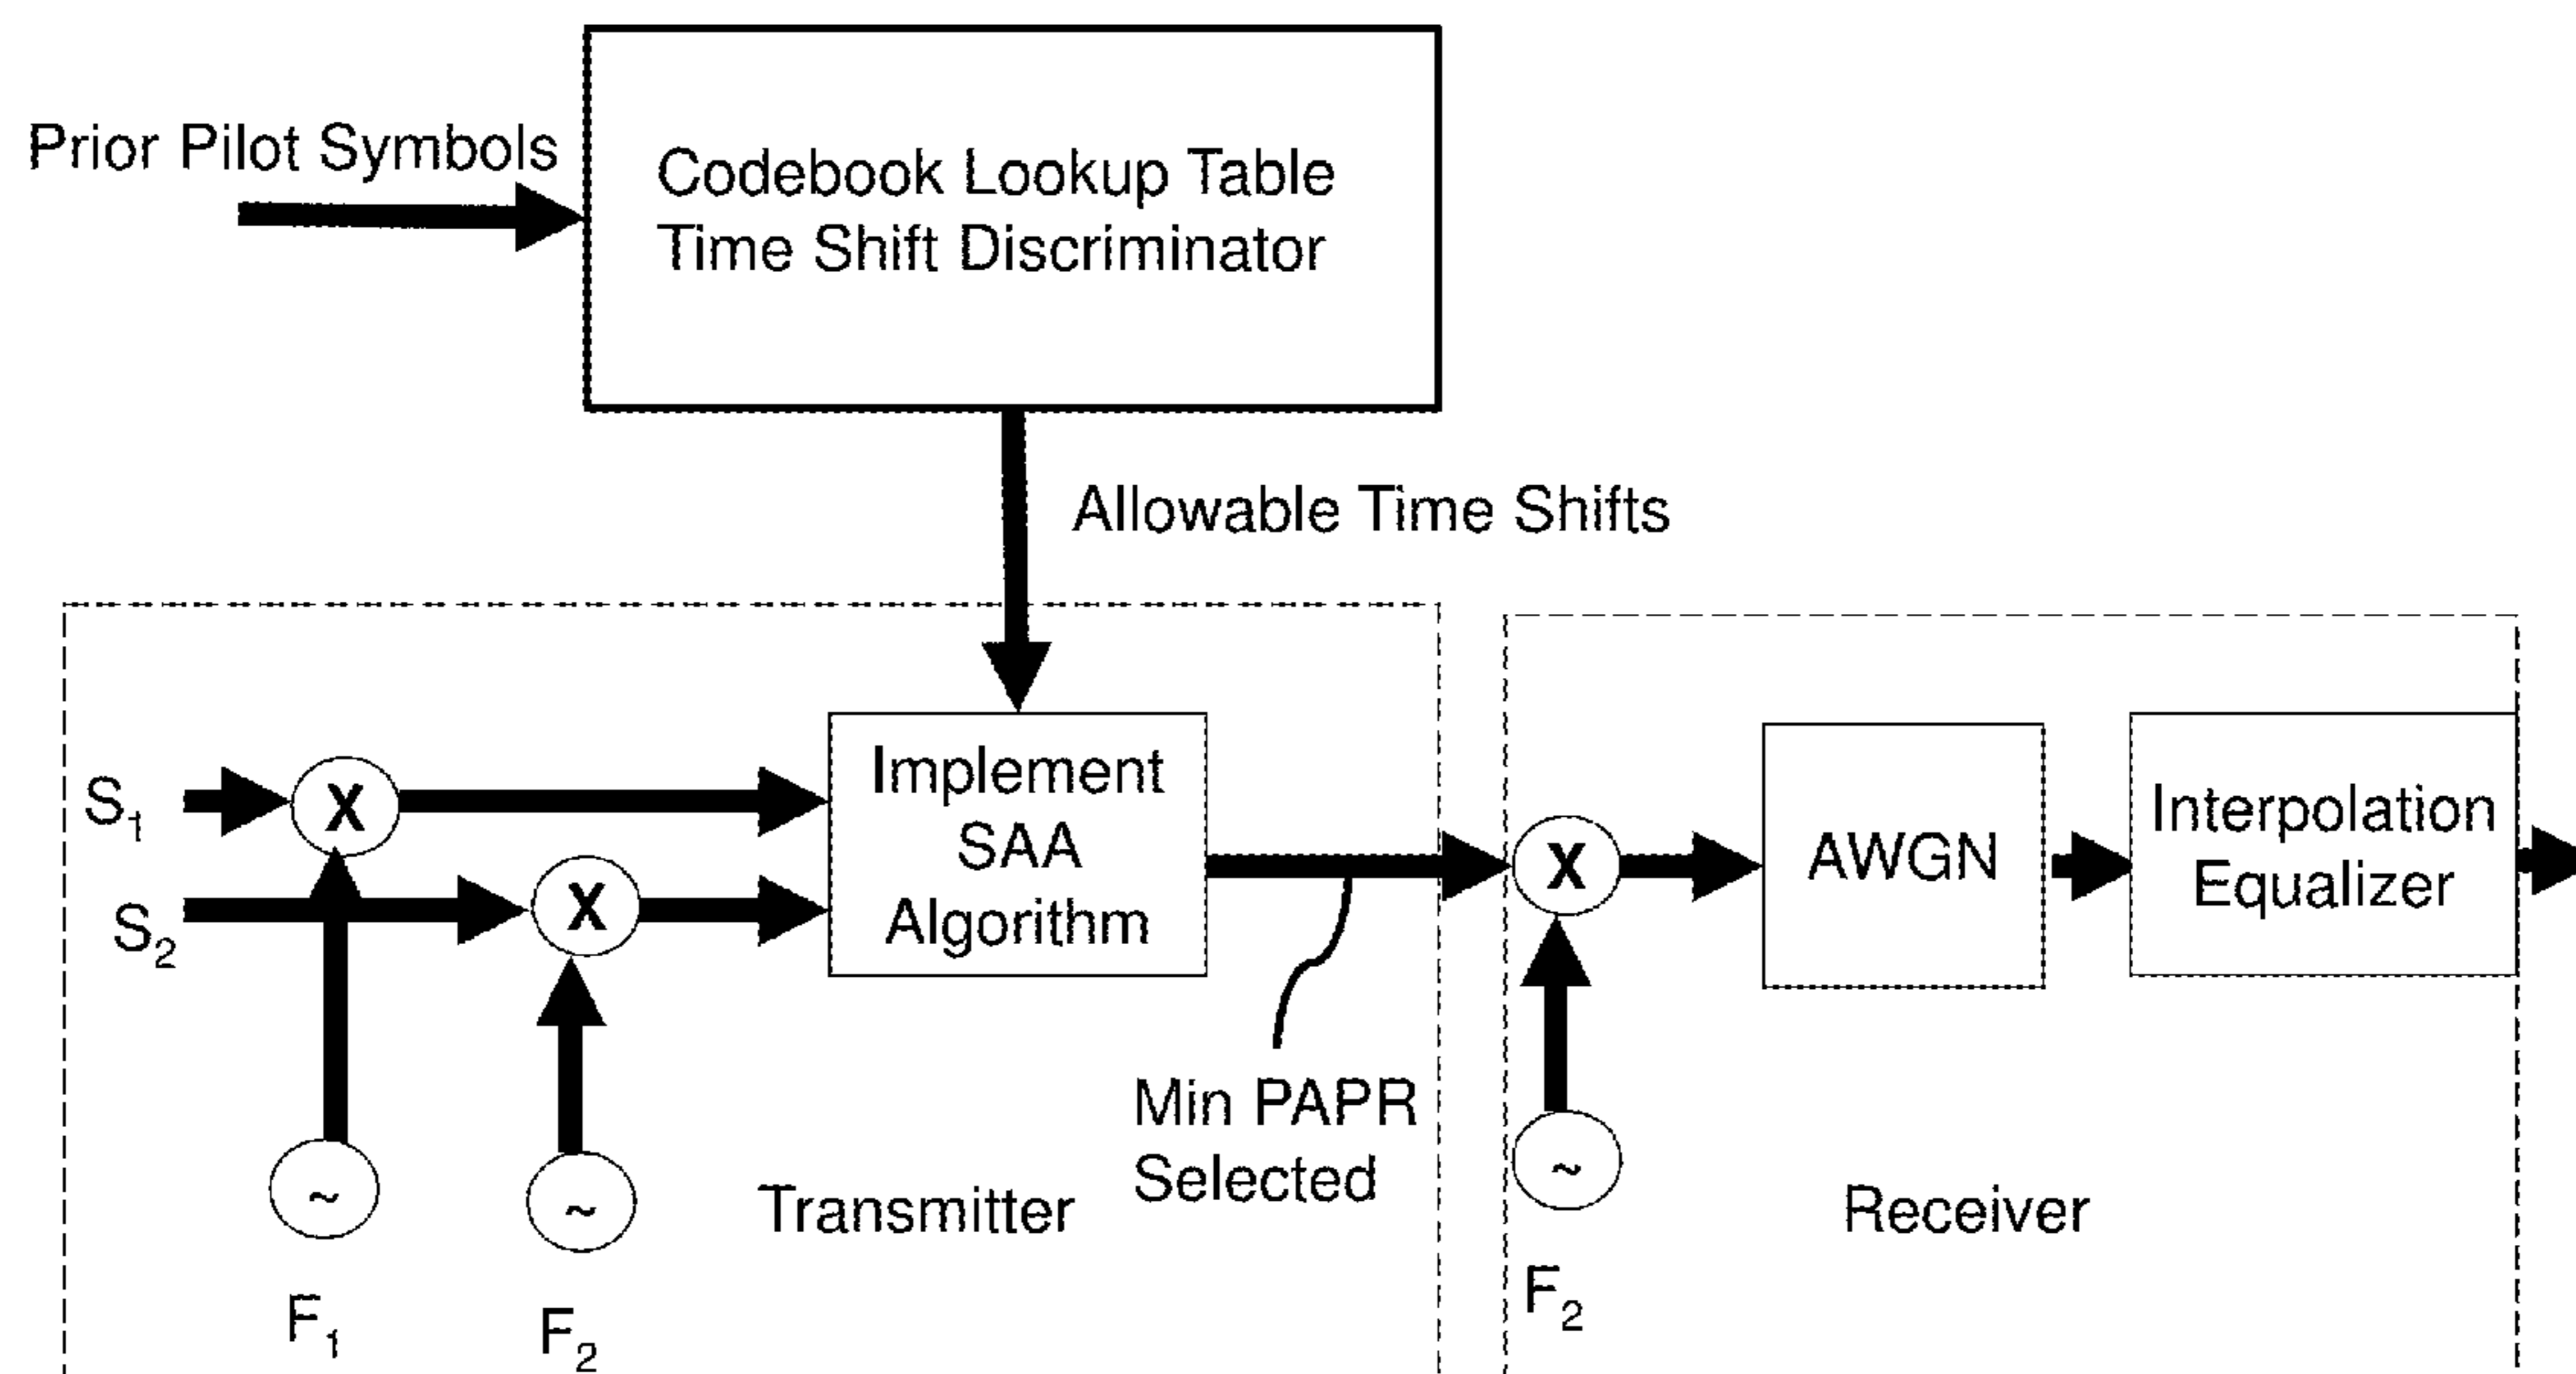 Prior Pilot Symbols
Codebook Lookup Table
Time Shift Discriminator
Allowable Time Shifts
S1
X
S2
X
Implement
SAA
Algorithm
X
AWGN
Interpolation
Equalizer
Min PAPR
Selected
~
~
~
Transmitter
Receiver
F1
F2
F2